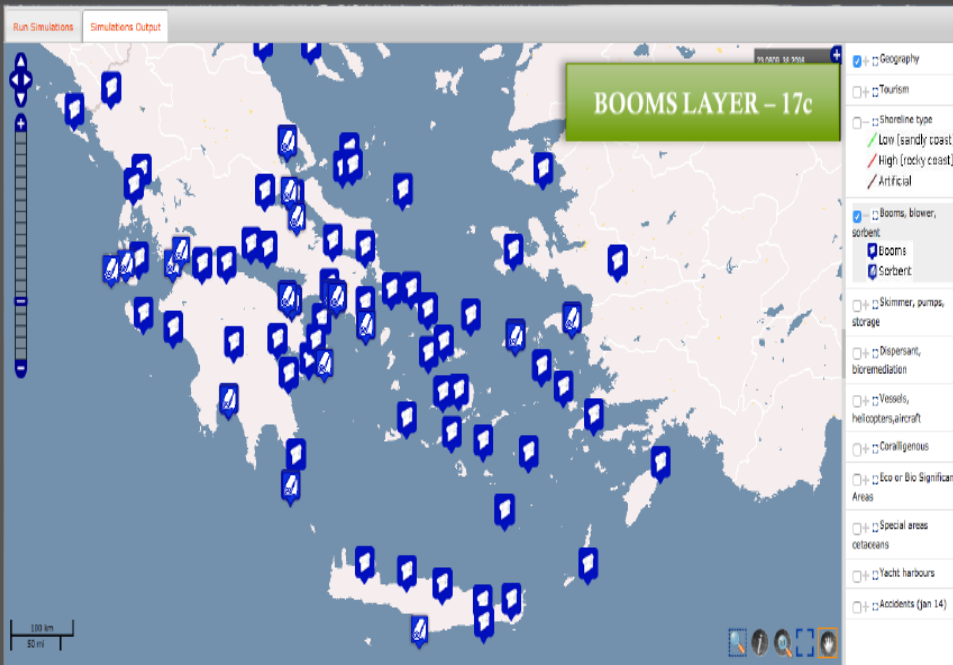 Run Simulations
Simulations Output
BOOMS LAYER – 17c
Geography
Tourism
Shoreline type
Low (sandly coast)
High (rocky coast)
Artificial
Booms, blower,
sorbent
Booms
Sorbent
Skimmer, pumps,
storage
Dispersant,
bioremediation
Vessels,
helicopters,aircraft
Coralligenous
Eco or Bio Significan
Areas
Special areas
cetaceans
Yacht harbours
Accidents (jan 14)
100 km
50 mi